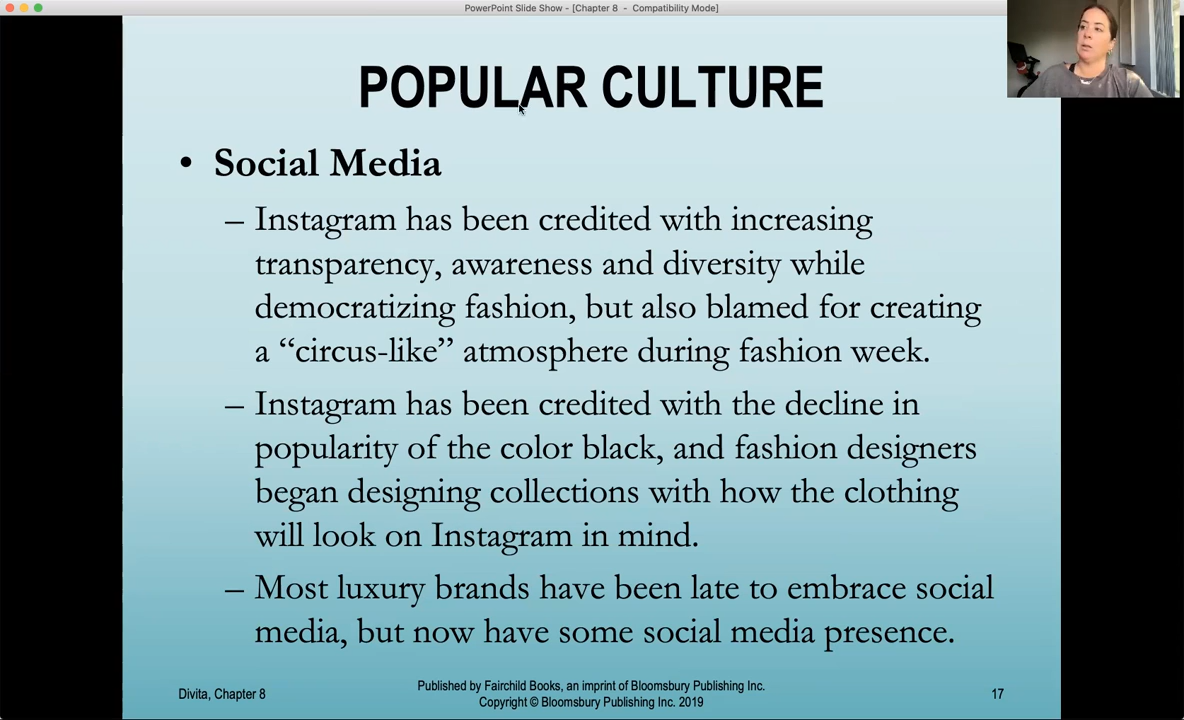 PowerPoint Slide Show - [Chapter 8 - Compatibility Mode]
POPULAR CULTURE
• Social Media
– Instagram has been credited with increasing
transparency, awareness and diversity while
democratizing fashion, but also blamed for creating
a “circus-like” atmosphere during fashion week.
– Instagram has been credited with the decline in
popularity of the color black, and fashion designers
began designing collections with how the clothing
will look on Instagram in mind.
– Most luxury brands have been late to embrace social
media, but now have some social media presence.
Divita, Chapter 8
Published by Fairchild Books, an imprint of Bloomsbury Publishing Inc.
Copyright © Bloomsbury Publishing Inc. 2019
17